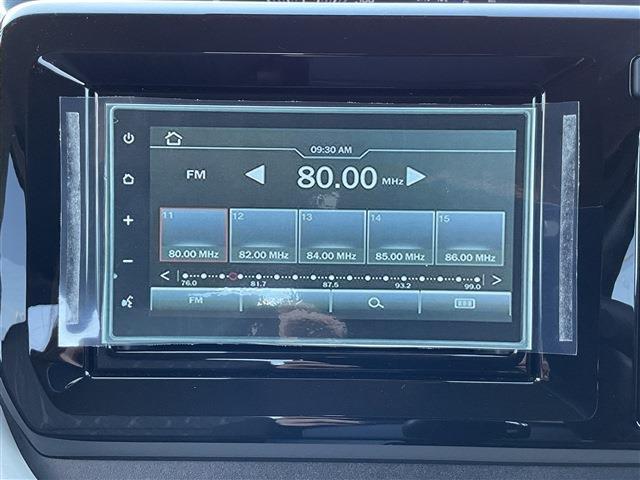 09:30 AM
FM 80.00 MHz
11 12 13 14 15
80.00 MHz 82.00 MHz 84.00 MHz 85.00 MHz 86.00 MHz
< >
76.0 81.7 87.5 93.2 99.0
FM